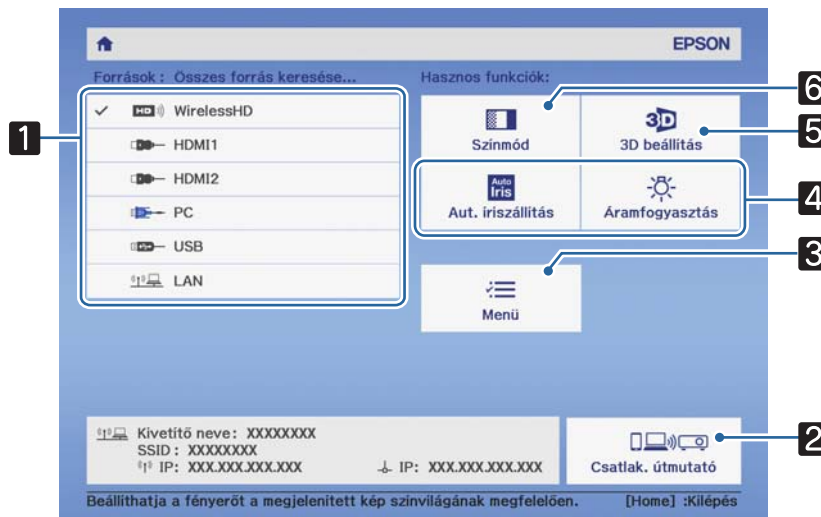 EPSON
Források : Összes forrás keresése...
Hasznos funkciók:
WirelessHD
HDMI1
HDMI2
PC
USB
LAN
Színmód
3D
3D beállítás
Auto Iris
Aut. íriszállítás
Áramfogyasztás
Menü
Kivetítő neve: XXXXXXXX
SSID : XXXXXXXX
IP: XXX.XXX.XXX.XXX
IP: XXX.XXX.XXX.XXX
Csatlak. útmutató
Beállíthatja a fényerőt a megjelenített kép színvilágának megfelelően.
[Home] :Kilépés
1
6
5
4
3
2
HD